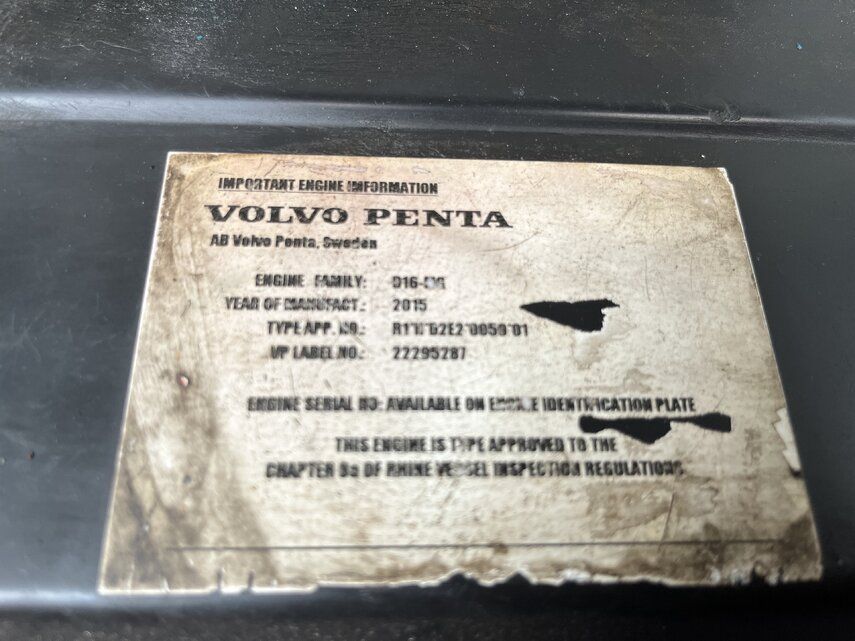 IMPORTANT ENGINE INFORMATION
VOLVO PENTA
AB Volvo Penta, Sweden
ENGINE FAMILY:
YEAR OF MANUFACT.: 2015
TYPE APP. NO.:
VP LABEL NO.: 22295287
ENGINE SERIAL NO: AVAILABLE ON ENGINE IDENTIFICATION PLATE
THIS ENGINE IS TYPE APPROVED TO THE
CHAPTER 8a OF RHINE VESSEL INSPECTION REGULATIONS